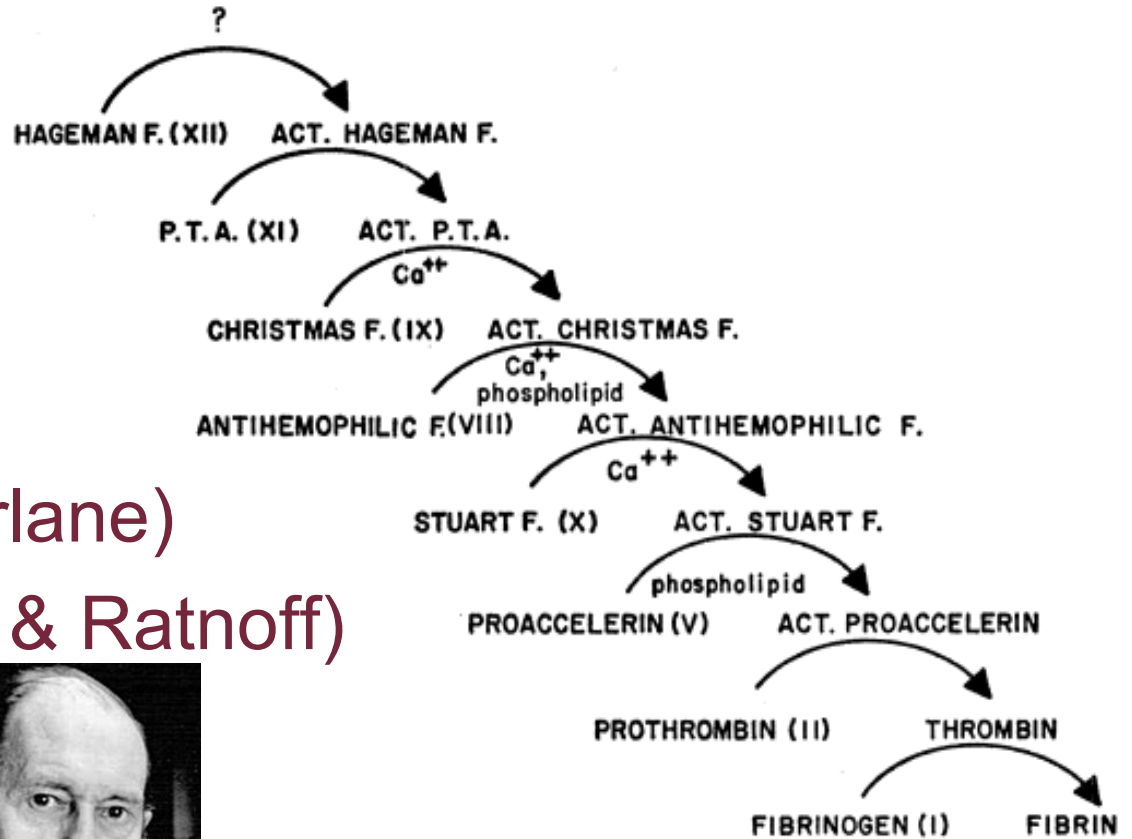 ?
HAGEMAN F. (XII) ACT. HAGEMAN F.
P.T.A. (XI) ACT. P.T.A.
Ca++
CHRISTMAS F. (IX) ACT. CHRISTMAS F.
Ca++,
phospholipid
ANTIHEMOPHILIC F.(VIII) ACT. ANTIHEMOPHILIC F.
Ca++
rlane)
STUART F. (X) ACT. STUART F.
phospholipid
& Ratnoff)
PROACCELERIN (V) ACT. PROACCELERIN
PROTHROMBIN (II) THROMBIN
FIBRINOGEN (I) FIBRIN